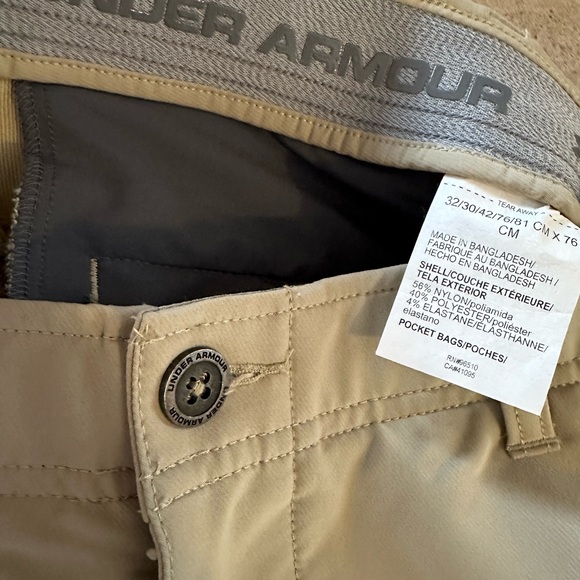 UNDER ARMOUR
TEAR AWAY
32/30/42/76/81 CM X 76
CM
MADE IN BANGLADESH/
FABRIQUE AU BANGLADESH/
HECHO EN BANGLADESH
SHELL/COUCHE EXTÉRIEURE/
TELA EXTERIOR
56% NYLON/poliamida
40% POLYESTER/poliéster
4% ELASTANE/ELASTHANNE/
elastano
POCKET BAGS/POCHES/
RN#96510
CA#41095
UNDER ARMOUR
UNDER ARMOUR